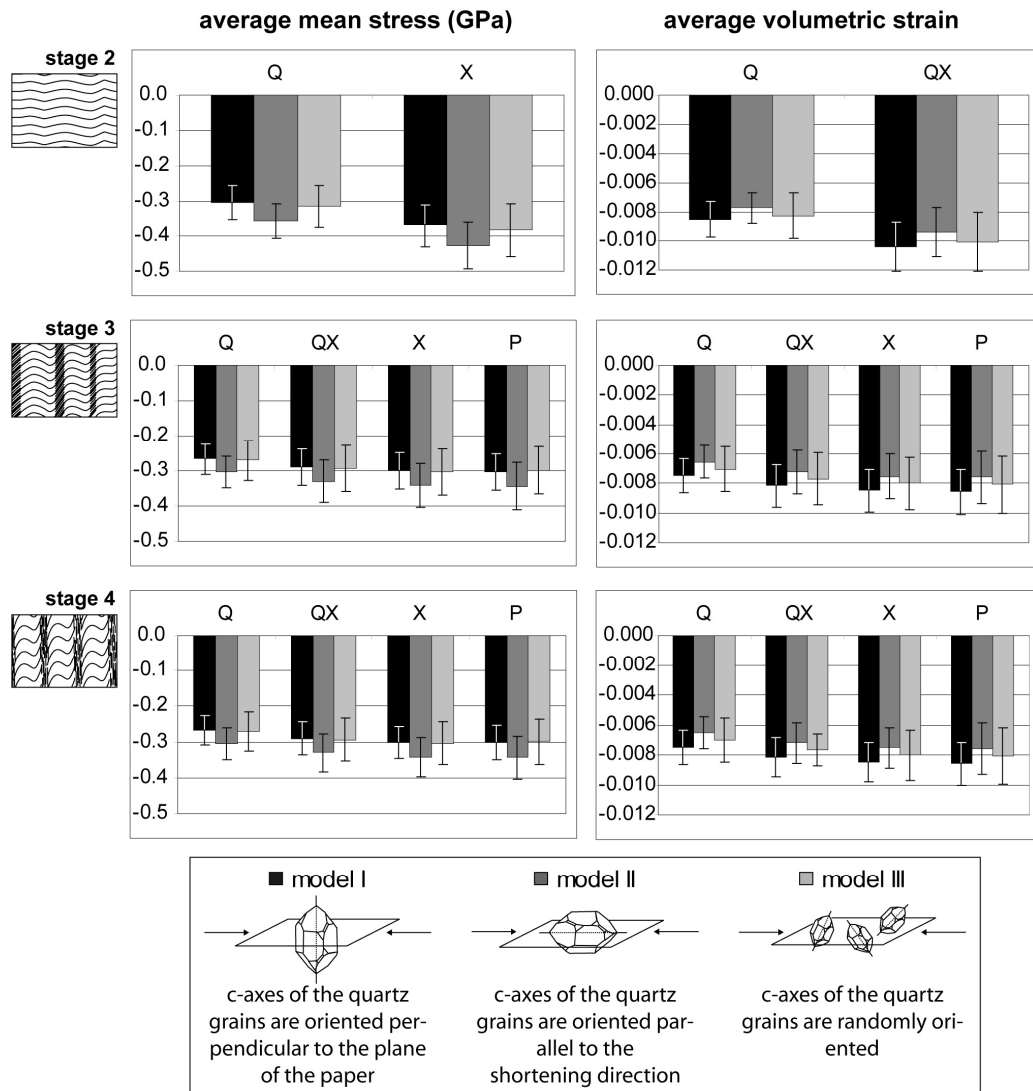 average mean stress (GPa)
average volumetric strain
stage 2
Q X
0.0
-0.1
-0.2
-0.3
-0.4
-0.5
Q QX
0.000
-0.002
-0.004
-0.006
-0.008
-0.010
-0.012
stage 3
Q QX X P
0.0
-0.1
-0.2
-0.3
-0.4
-0.5
Q QX X P
0.000
-0.002
-0.004
-0.006
-0.008
-0.010
-0.012
stage 4
Q QX X P
0.0
-0.1
-0.2
-0.3
-0.4
-0.5
Q QX X P
0.000
-0.002
-0.004
-0.006
-0.008
-0.010
-0.012
model I
c-axes of the quartz
grains are oriented per-
pendicular to the plane
of the paper
model II
c-axes of the quartz
grains are oriented par-
allel to the
shortening direction
model III
c-axes of the quartz
grains are randomly ori-
ented